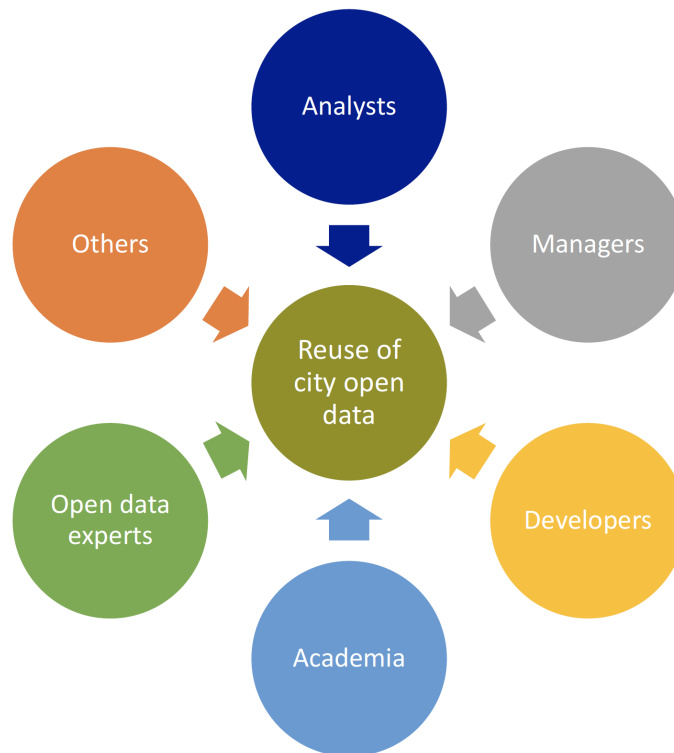 Analysts
Others
Managers
Reuse of
city open
data
Open data
experts
Developers
Academia